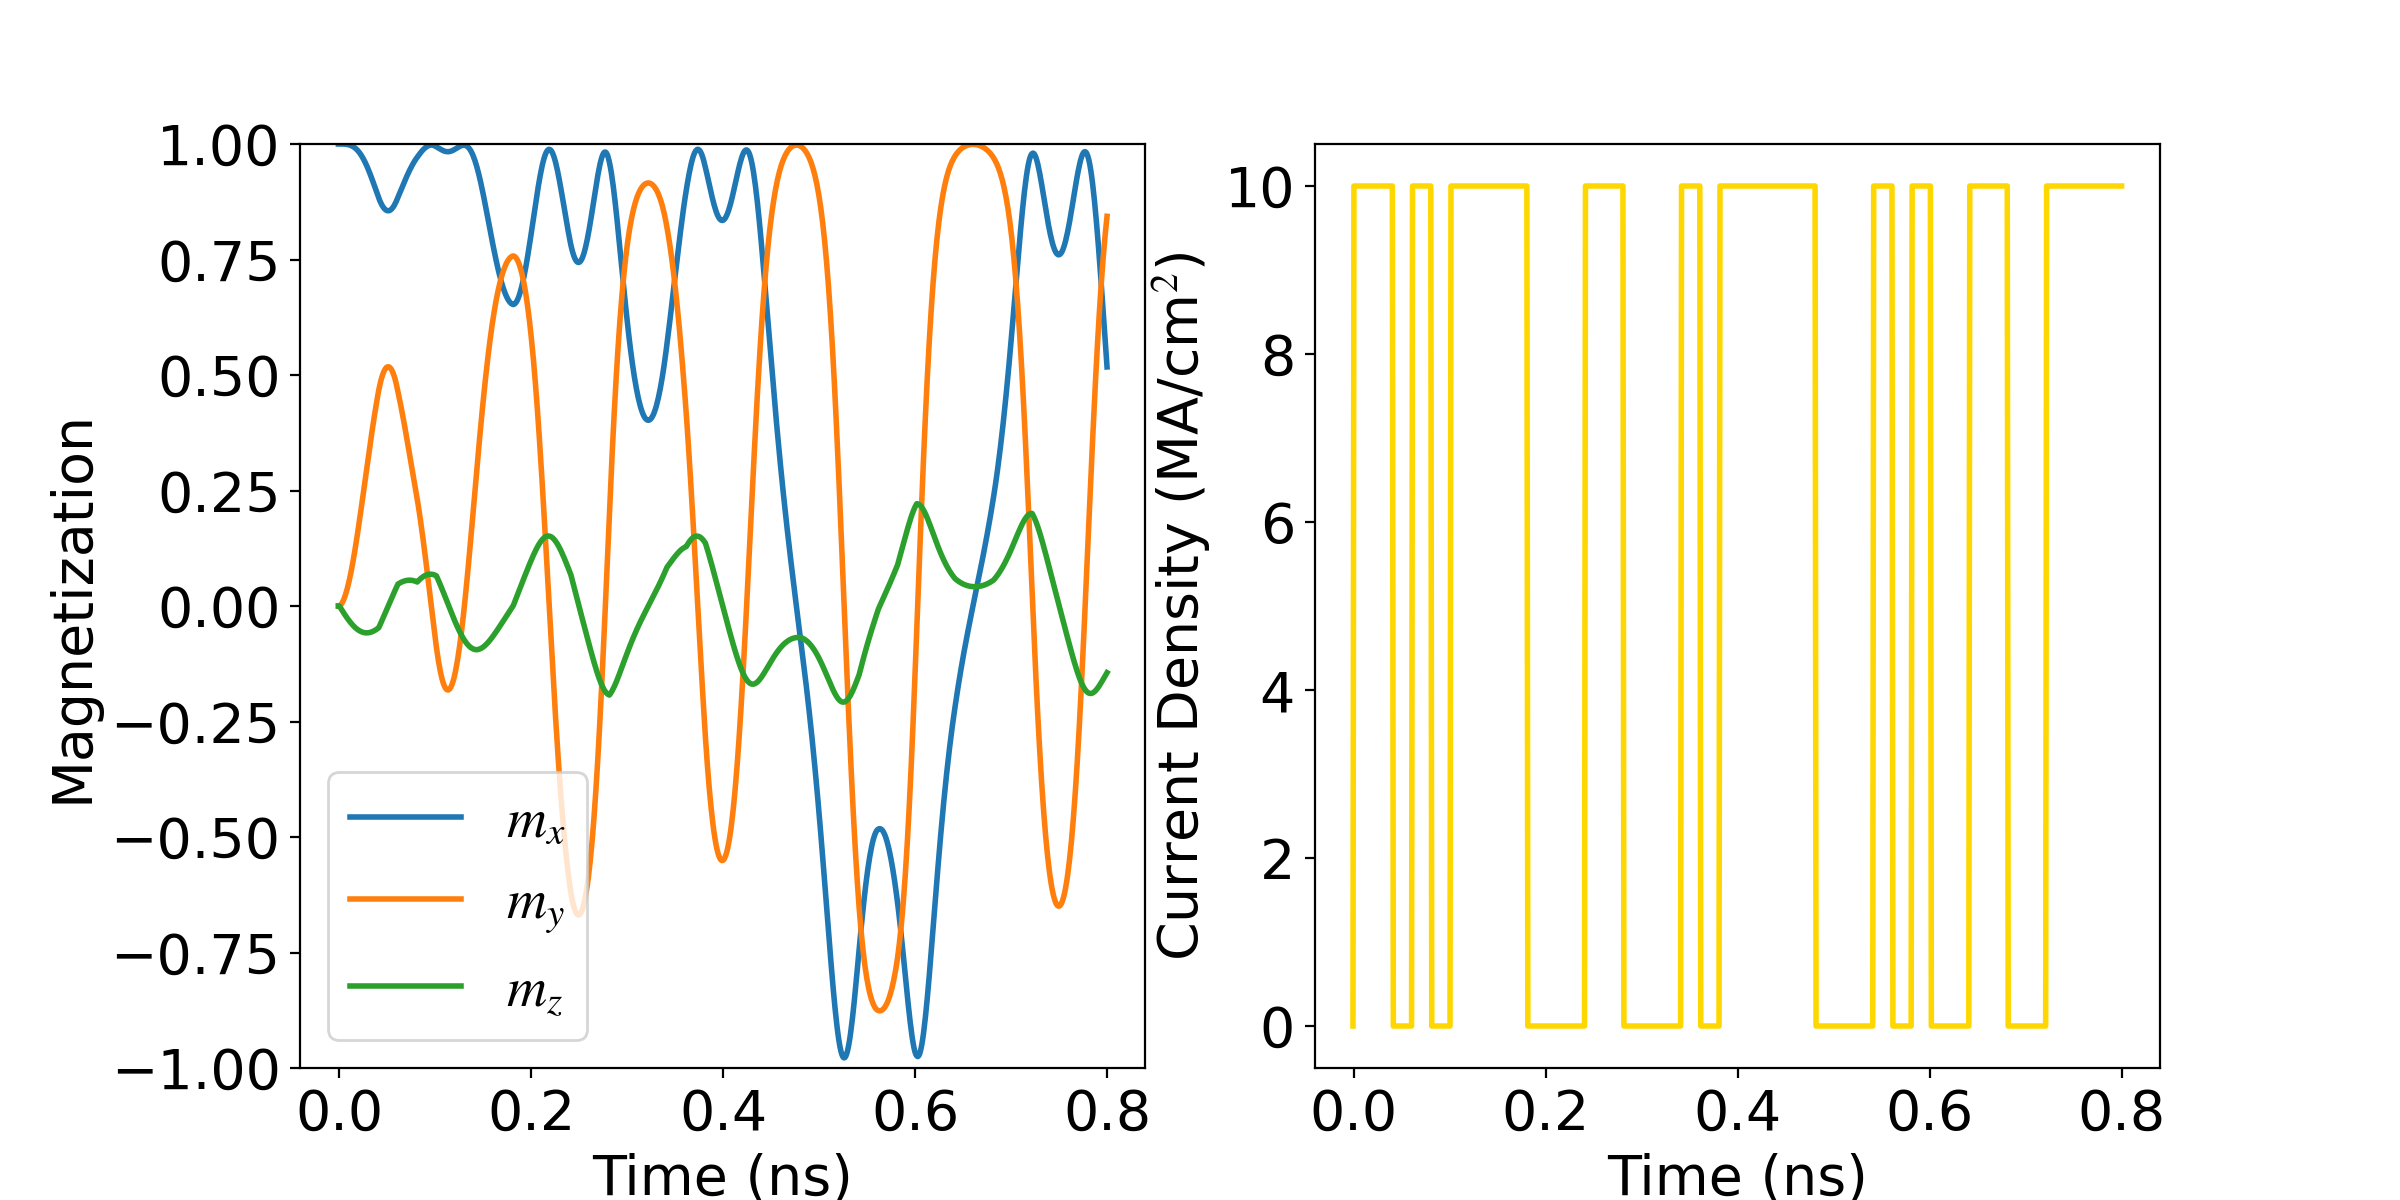 1.00
0.75
0.50
0.25
0.00
−0.25
−0.50
−0.75
−1.00
Magnetization
m_x
m_y
m_z
0.0 0.2 0.4 0.6 0.8
Time (ns)
10
8
6
4
2
0
Current Density (MA/cm²)
0.0 0.2 0.4 0.6 0.8
Time (ns)